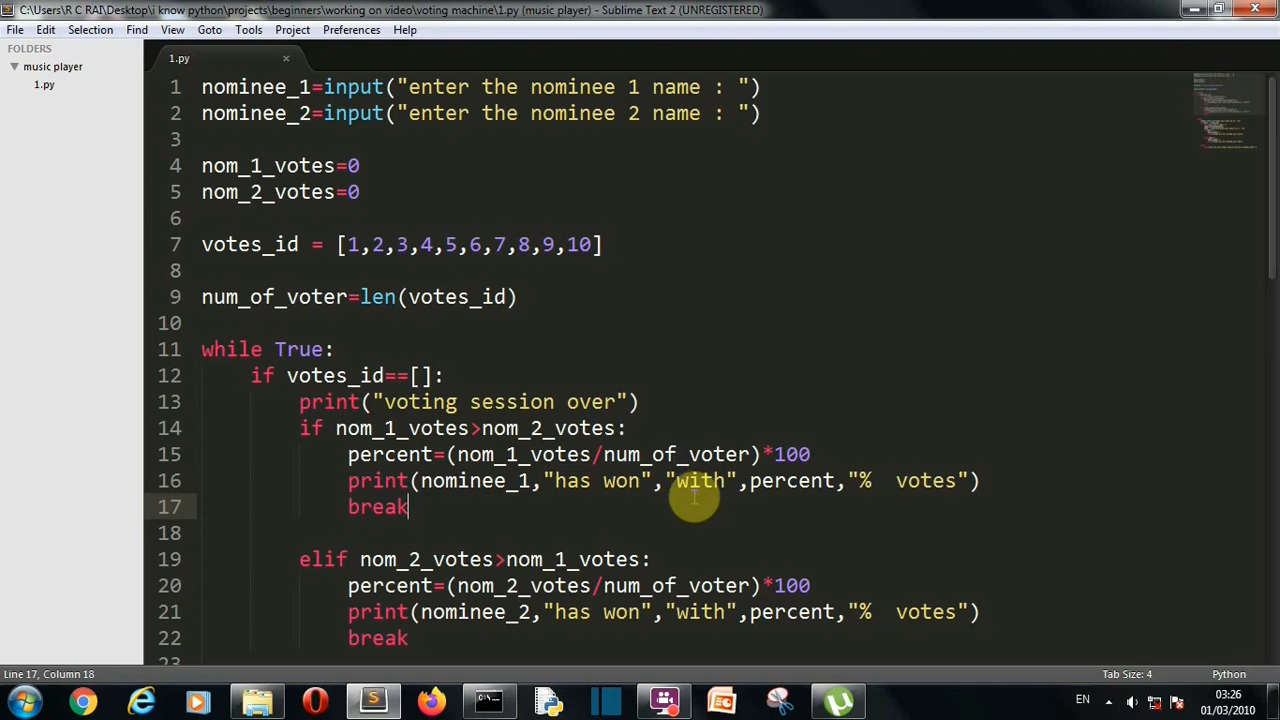 C:\Users\R C RAI\Desktop\i know python\projects\beginners\working on video\voting machine\1.py (music player) - Sublime Text 2 (UNREGISTERED)
File Edit Selection Find View Goto Tools Project Preferences Help
FOLDERS
music player
1.py
1.py
1 nominee_1=input("enter the nominee 1 name : ")
2 nominee_2=input("enter the nominee 2 name : ")
3
4 nom_1_votes=0
5 nom_2_votes=0
6
7 votes_id = [1,2,3,4,5,6,7,8,9,10]
8
9 num_of_voter=len(votes_id)
10
11 while True:
12 if votes_id==[]:
13 print("voting session over")
14 if nom_1_votes>nom_2_votes:
15 percent=(nom_1_votes/num_of_voter)*100
16 print(nominee_1,"has won","with",percent,"%  votes")
17 break
18
19 elif nom_2_votes>nom_1_votes:
20 percent=(nom_2_votes/num_of_voter)*100
21 print(nominee_2,"has won","with",percent,"%  votes")
22 break
23
Line 17, Column 18
Tab Size: 4
Python
EN
03:26
01/03/2010